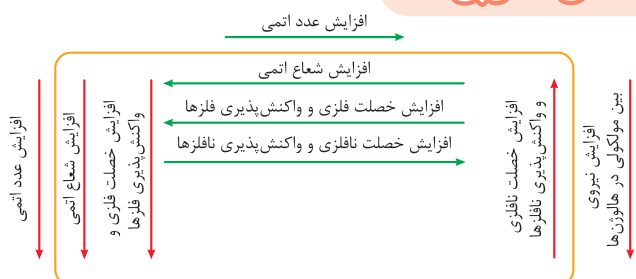 افزایش عدد اتمی
افزایش شعاع اتمی
افزایش خصلت فلزی و واکنش‌پذیری فلزها
افزایش خصلت نافلزی و واکنش‌پذیری نافلزها
افزایش نیروی
بین مولکولی در هالوژن‌ها
افزایش خصلت نافلزی
و واکنش‌پذیری نافلزها
افزایش خصلت فلزی و
واکنش‌پذیری فلزها
افزایش شعاع اتمی
افزایش عدد اتمی